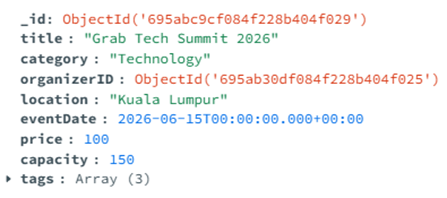 _id: ObjectId('695abc9cf084f228b404f029')
title : "Grab Tech Summit 2026"
category : "Technology"
organizerID : ObjectId('695ab30df084f228b404f025')
location : "Kuala Lumpur"
eventDate : 2026-06-15T00:00:00.000+00:00
price : 100
capacity : 150
tags : Array (3)